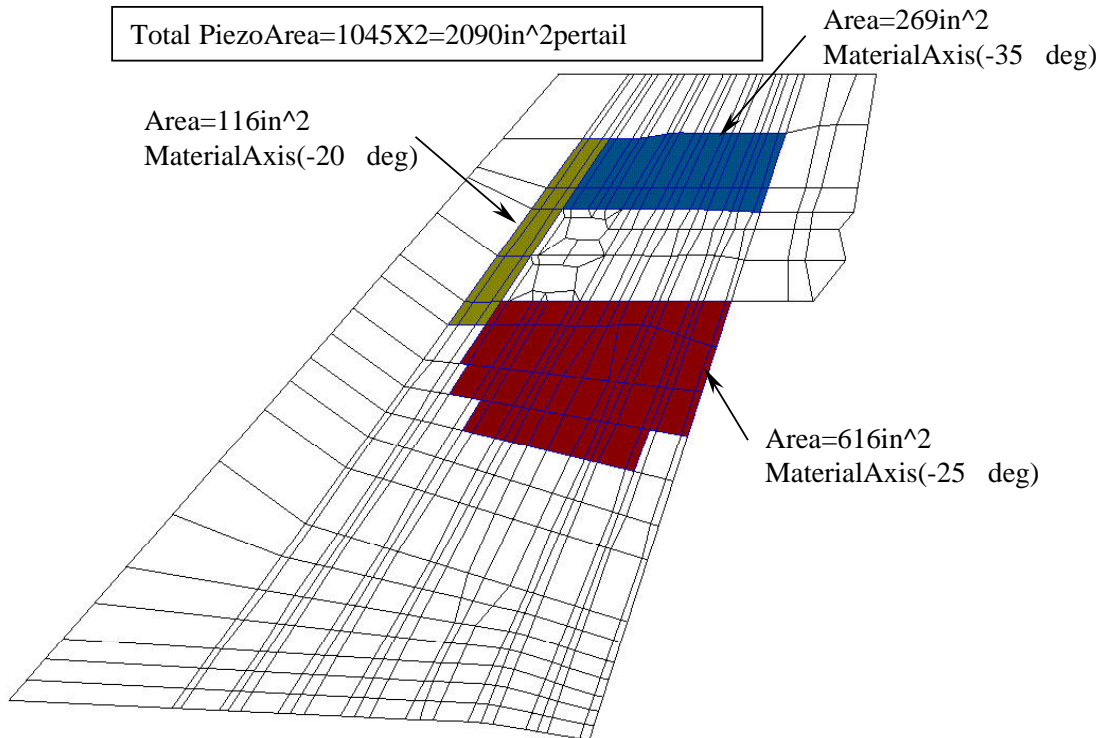 Total PiezoArea=1045X2=2090in^2pertail
Area=269in^2
MaterialAxis(-35 deg)
Area=116in^2
MaterialAxis(-20 deg)
Area=616in^2
MaterialAxis(-25 deg)